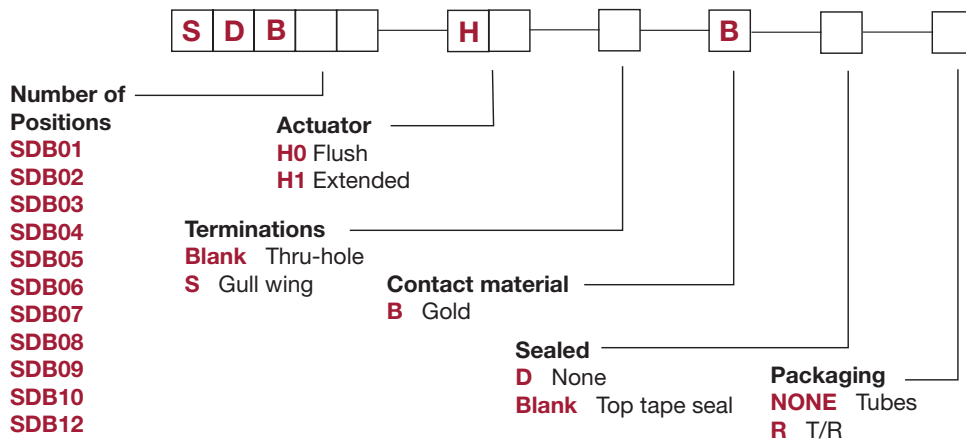 S D B H B
Number of
Positions
SDB01
SDB02
SDB03
SDB04
SDB05
SDB06
SDB07
SDB08
SDB09
SDB10
SDB12
Actuator
H0 Flush
H1 Extended
Terminations
Blank Thru-hole
S Gull wing
Contact material
B Gold
Sealed
D None
Blank Top tape seal
Packaging
NONE Tubes
R T/R